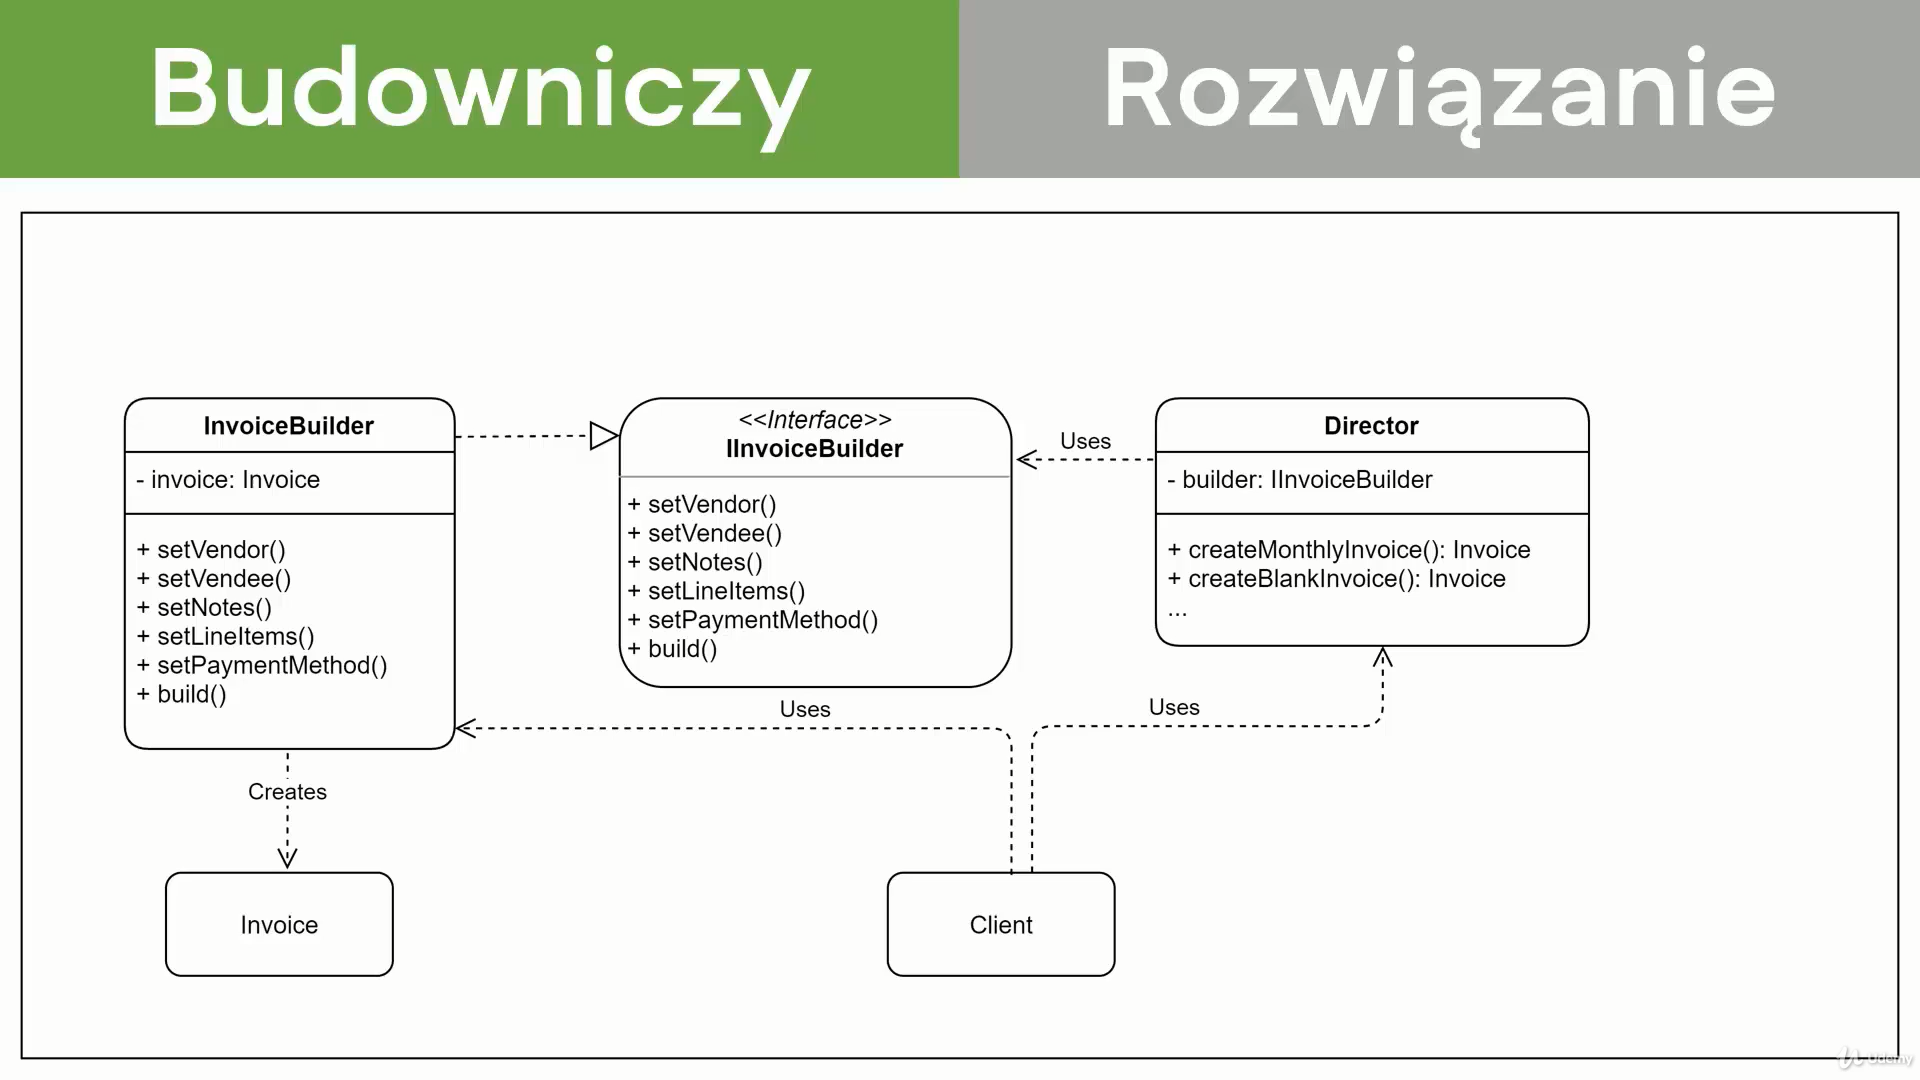 Budowniczy
Rozwiązanie
InvoiceBuilder
- invoice: Invoice
+ setVendor()
+ setVendee()
+ setNotes()
+ setLineItems()
+ setPaymentMethod()
+ build()
<<Interface>>
IInvoiceBuilder
+ setVendor()
+ setVendee()
+ setNotes()
+ setLineItems()
+ setPaymentMethod()
+ build()
Uses
Director
- builder: IInvoiceBuilder
+ createMonthlyInvoice(): Invoice
+ createBlankInvoice(): Invoice
...
Uses
Uses
Creates
Invoice
Client
Udemy